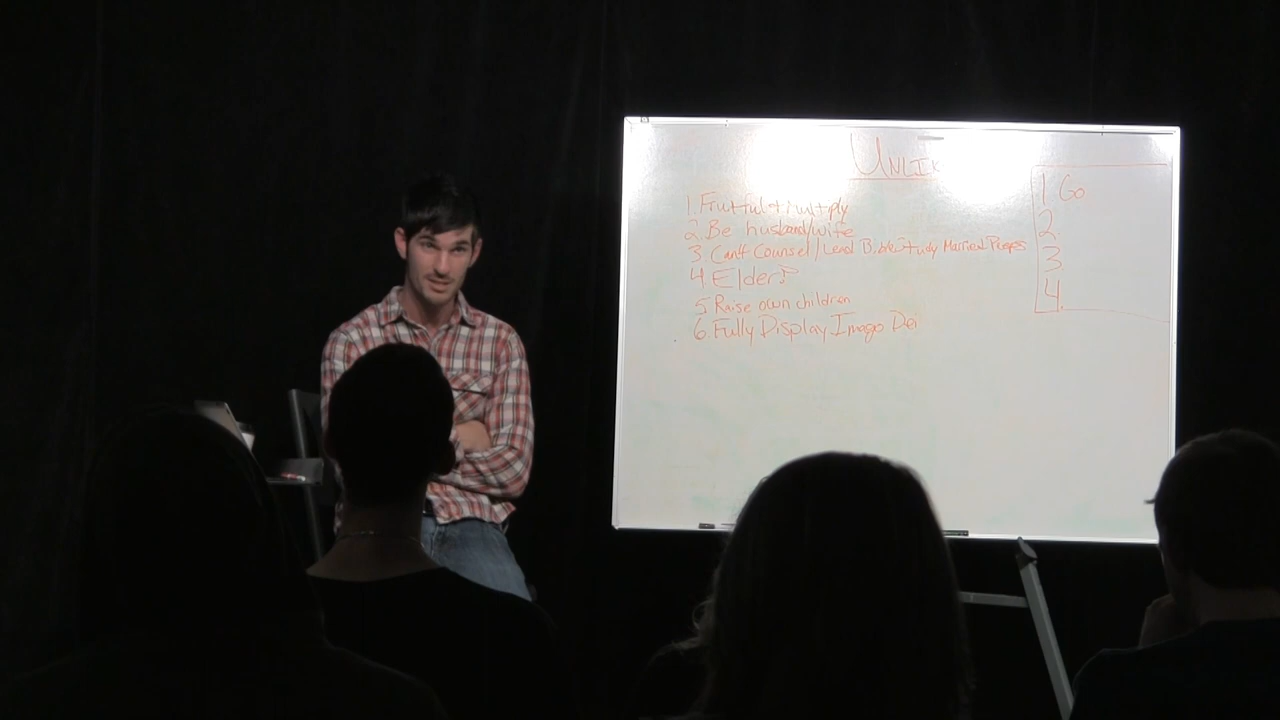 UNLIK
1. Fruitful + Multiply
2. Be husband/wife
3. Can't Counsel/Lead Bible Study Married Peeps
4. Elder?
5. Raise own children
6. Fully Display Imago Dei
1 Go
2.
3.
4.